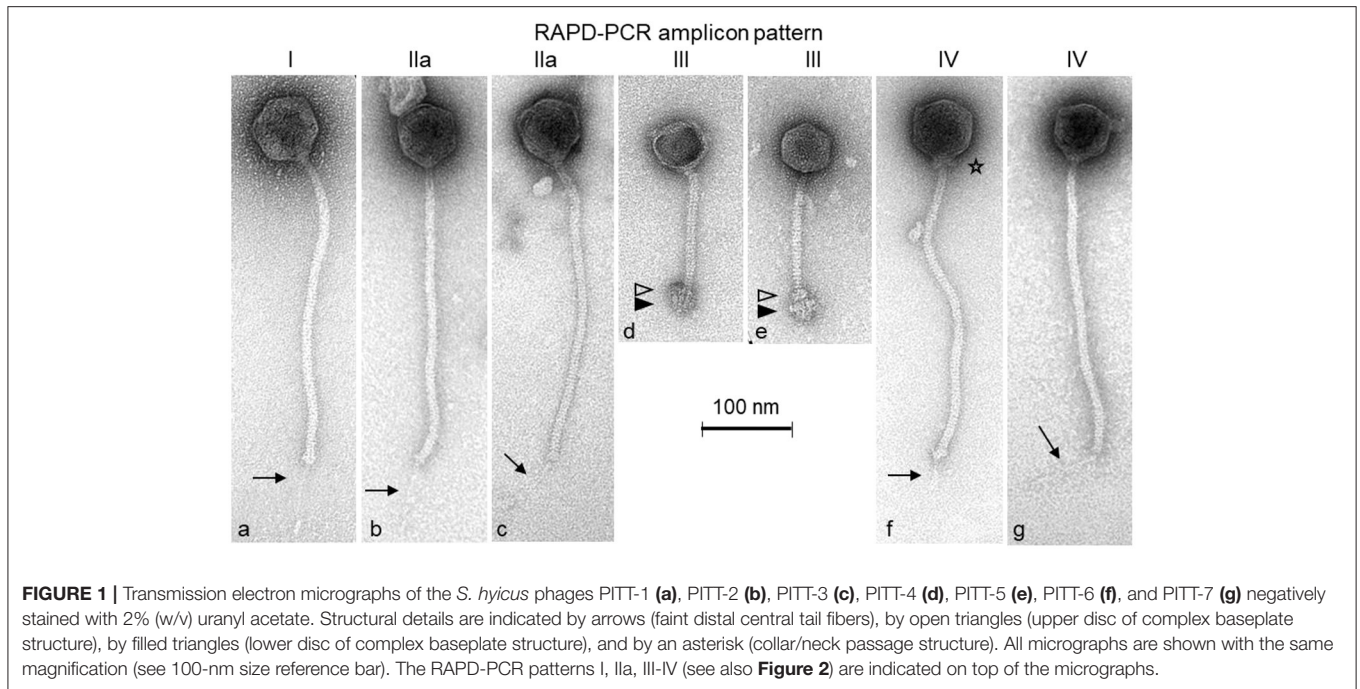 RAPD-PCR amplicon pattern
I IIa IIa III III IV IV
d e
100 nm
a b c f g
FIGURE 1 | Transmission electron micrographs of the S. hyicus phages PITT-1 (a), PITT-2 (b), PITT-3 (c), PITT-4 (d), PITT-5 (e), PITT-6 (f), and PITT-7 (g) negatively
stained with 2% (w/v) uranyl acetate. Structural details are indicated by arrows (faint distal central tail fibers), by open triangles (upper disc of complex baseplate
structure), by filled triangles (lower disc of complex baseplate structure), and by an asterisk (collar/neck passage structure). All micrographs are shown with the same
magnification (see 100-nm size reference bar). The RAPD-PCR patterns I, IIa, III-IV (see also Figure 2) are indicated on top of the micrographs.